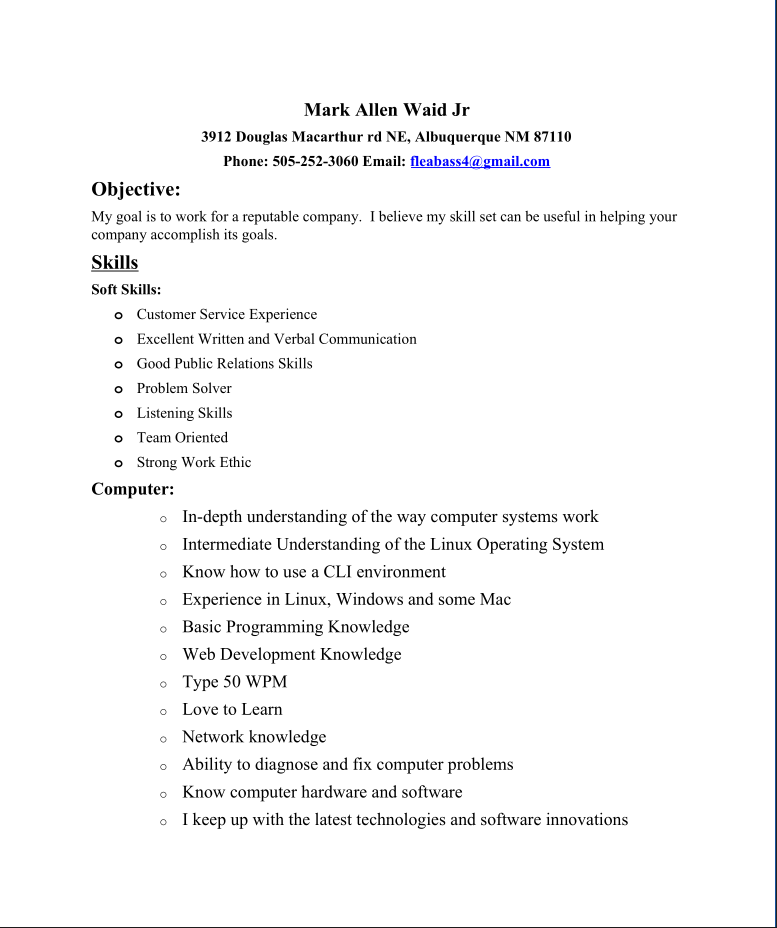 Mark Allen Waid Jr
3912 Douglas Macarthur rd NE, Albuquerque NM 87110
Phone: 505-252-3060 Email: fleabass4@gmail.com
Objective:
My goal is to work for a reputable company.  I believe my skill set can be useful in helping your
company accomplish its goals.
Skills
Soft Skills:
o Customer Service Experience
o Excellent Written and Verbal Communication
o Good Public Relations Skills
o Problem Solver
o Listening Skills
o Team Oriented
o Strong Work Ethic
Computer:
o In-depth understanding of the way computer systems work
o Intermediate Understanding of the Linux Operating System
o Know how to use a CLI environment
o Experience in Linux, Windows and some Mac
o Basic Programming Knowledge
o Web Development Knowledge
o Type 50 WPM
o Love to Learn
o Network knowledge
o Ability to diagnose and fix computer problems
o Know computer hardware and software
o I keep up with the latest technologies and software innovations